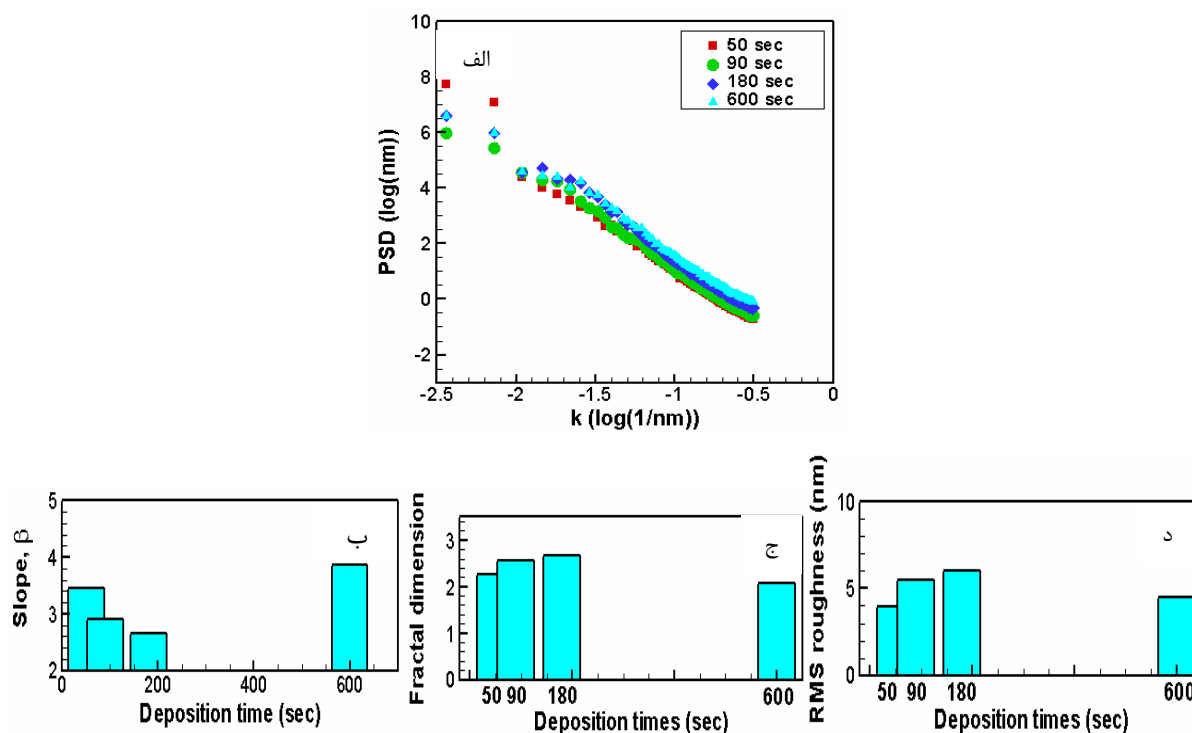 الف
50 sec
90 sec
180 sec
600 sec
PSD (log(nm))
10
8
6
4
2
0
-2
-2.5 -2 -1.5 -1 -0.5 0
k (log(1/nm))
ب
Slope, β
5
4
3
2
0 200 400 600
Deposition time (sec)
ج
Fractal dimension
3
2
1
0
50 90 180 600
Deposition times (sec)
د
RMS roughness (nm)
10
5
0
50 90 180 600
Deposition times (sec)